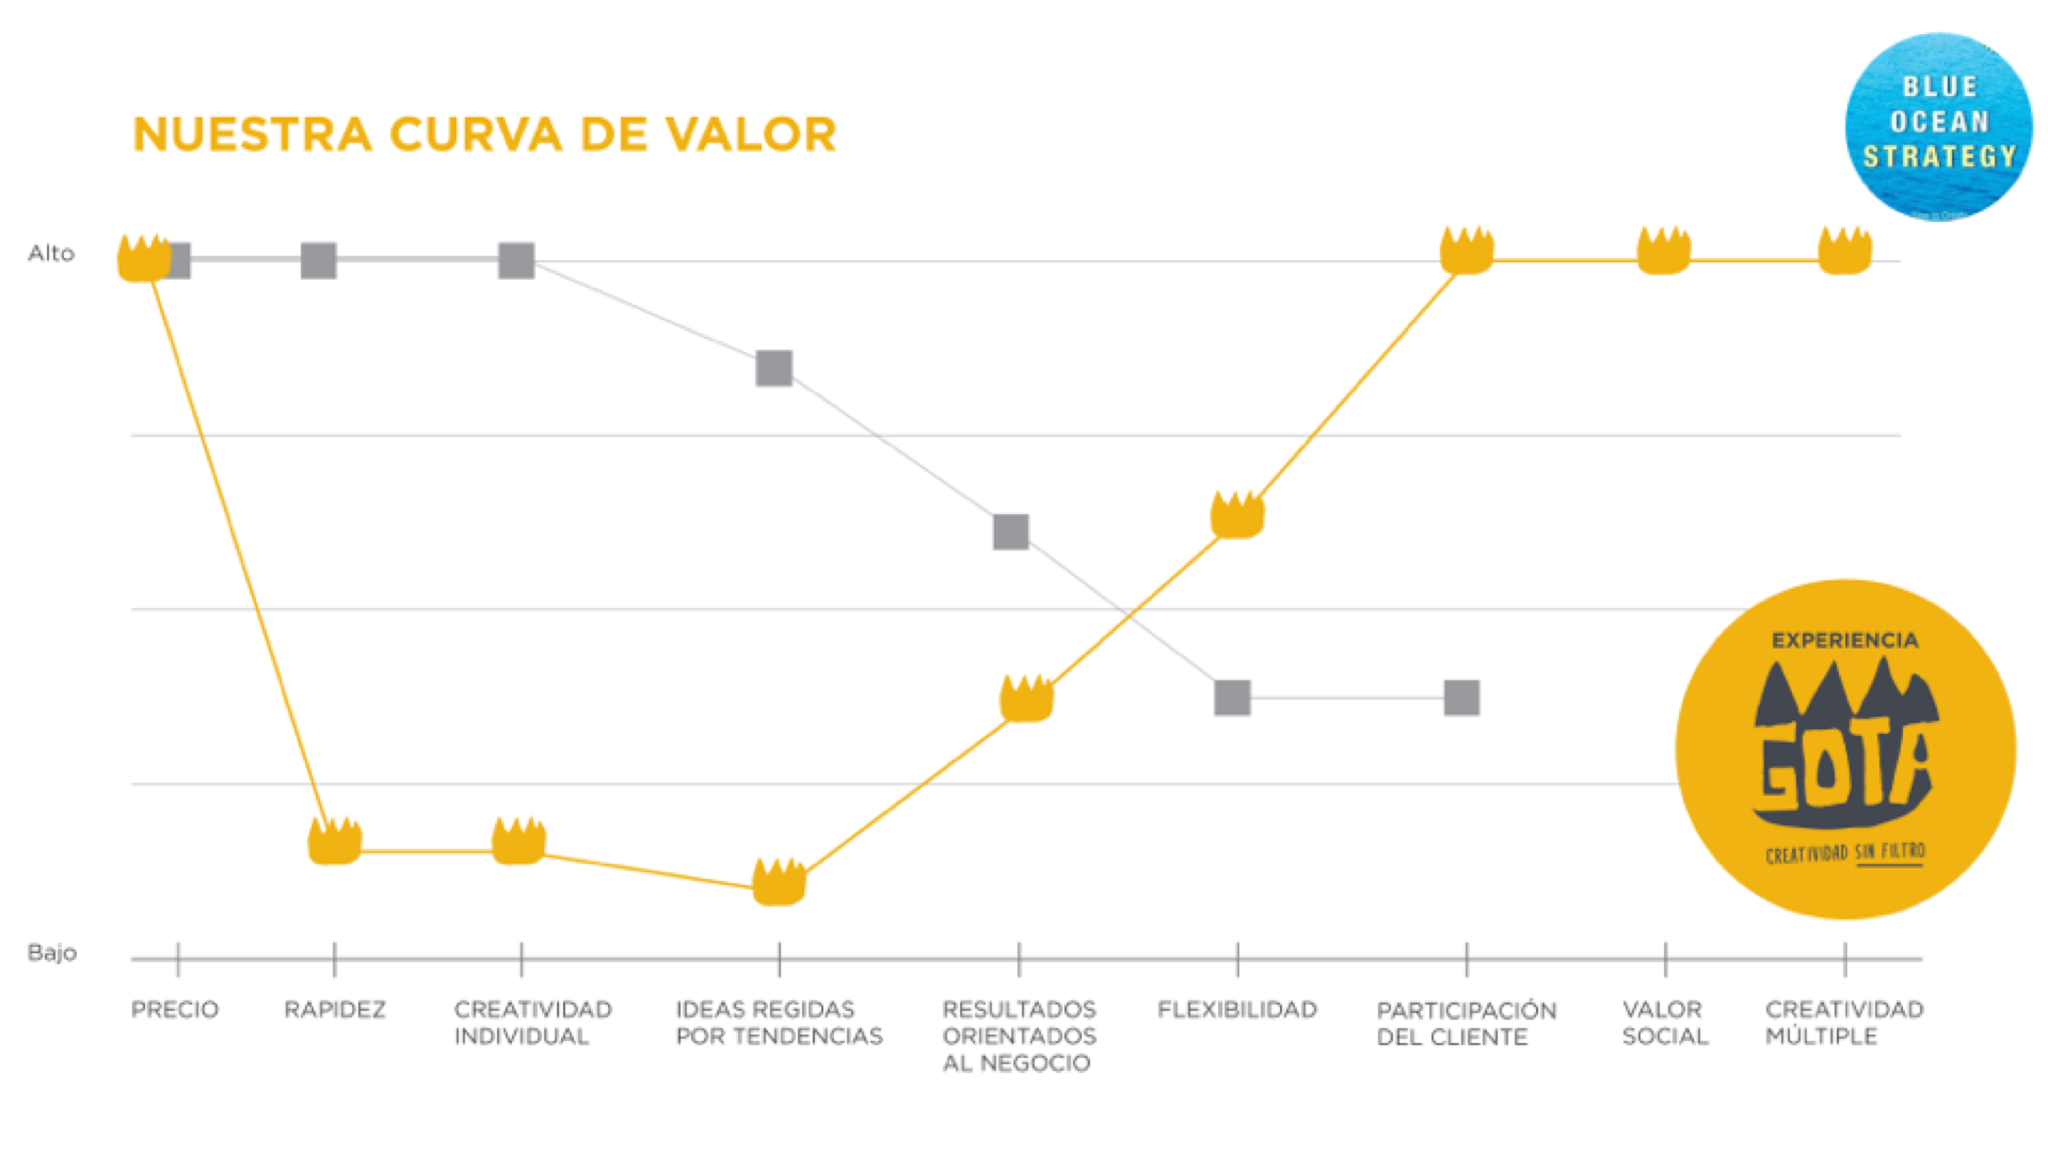 BLUE
OCEAN
STRATEGY
NUESTRA CURVA DE VALOR
Alto
EXPERIENCIA
GOTA
CREATIVIDAD SIN FILTRO
Bajo
PRECIO
RAPIDEZ
CREATIVIDAD
INDIVIDUAL
IDEAS REGIDAS
POR TENDENCIAS
RESULTADOS
ORIENTADOS
AL NEGOCIO
FLEXIBILIDAD
PARTICIPACIÓN
DEL CLIENTE
VALOR
SOCIAL
CREATIVIDAD
MÚLTIPLE